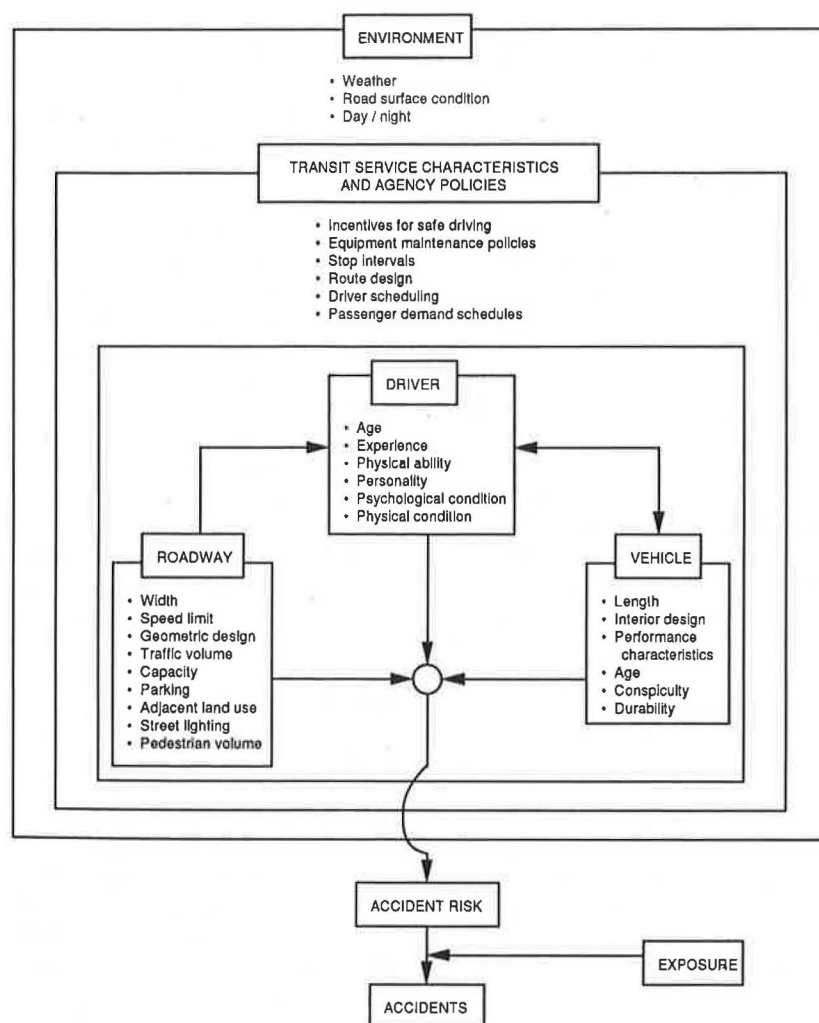 ENVIRONMENT
• Weather
• Road surface condition
• Day / night
TRANSIT SERVICE CHARACTERISTICS
AND AGENCY POLICIES
• Incentives for safe driving
• Equipment maintenance policies
• Stop intervals
• Route design
• Driver scheduling
• Passenger demand schedules
DRIVER
• Age
• Experience
• Physical ability
• Personality
• Psychological condition
• Physical condition
ROADWAY
• Width
• Speed limit
• Geometric design
• Traffic volume
• Capacity
• Parking
• Adjacent land use
• Street lighting
• Pedestrian volume
VEHICLE
• Length
• Interior design
• Performance
characteristics
• Age
• Conspiculty
• Durability
ACCIDENT RISK
EXPOSURE
ACCIDENTS